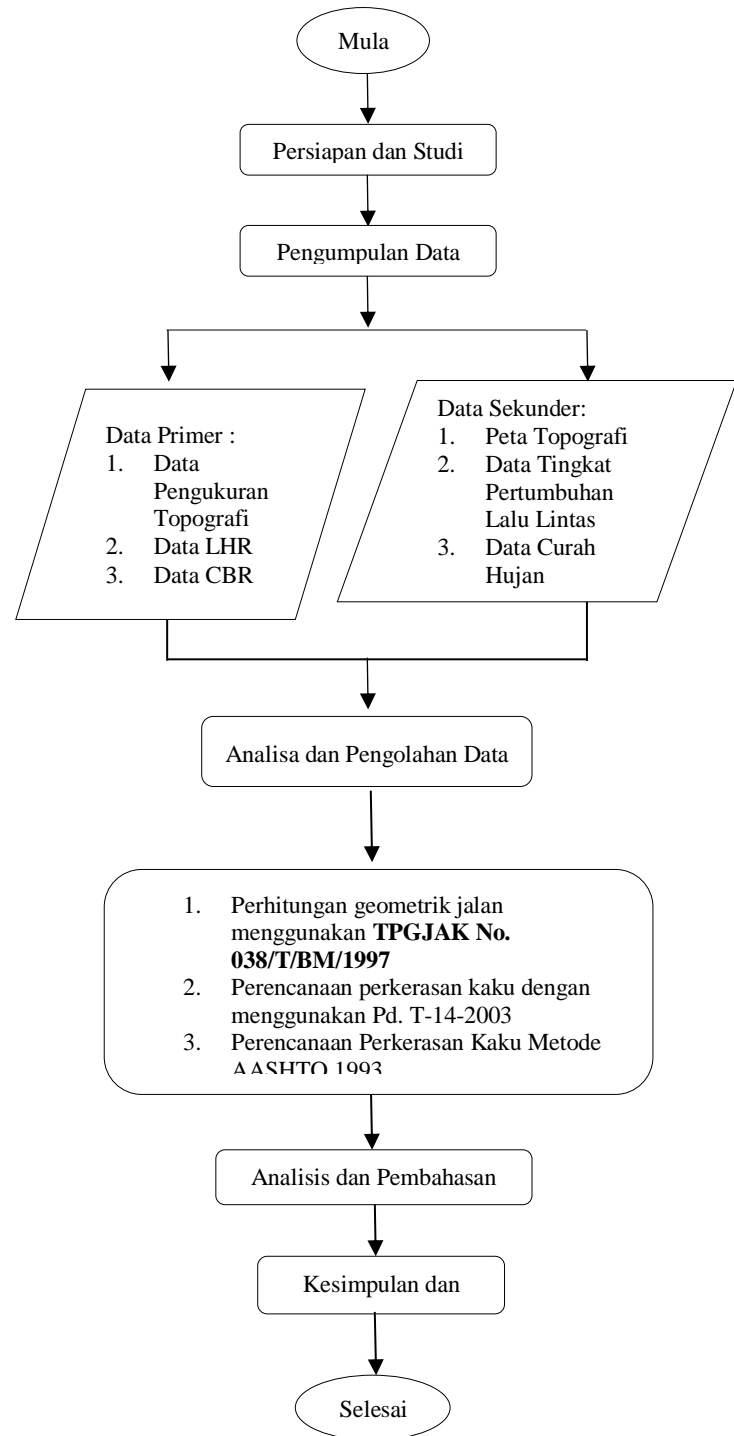 Mula
Persiapan dan Studi
Pengumpulan Data
Data Primer :
1. Data
Pengukuran
Topografi
2. Data LHR
3. Data CBR
Data Sekunder:
1. Peta Topografi
2. Data Tingkat
Pertumbuhan
Lalu Lintas
3. Data Curah
Hujan
Analisa dan Pengolahan Data
1. Perhitungan geometrik jalan
menggunakan TPGJAK No.
038/T/BM/1997
2. Perencanaan perkerasan kaku dengan
menggunakan Pd. T-14-2003
3. Perencanaan Perkerasan Kaku Metode
AASHTO 1993
Analisis dan Pembahasan
Kesimpulan dan
Selesai